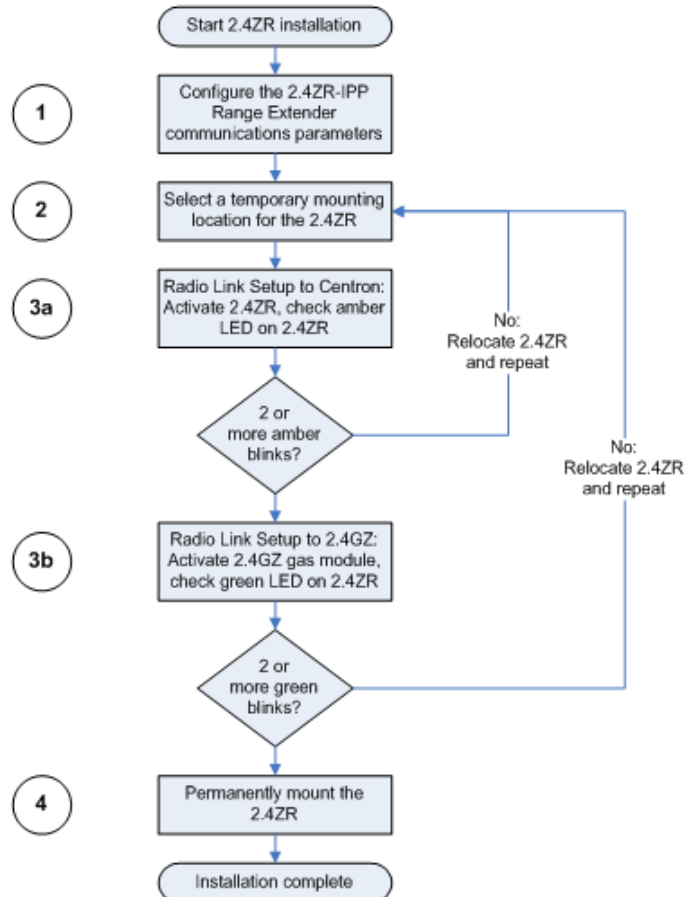 Start 2.4ZR installation
1
Configure the 2.4ZR-IPP
Range Extender
communications parameters
2
Select a temporary mounting
location for the 2.4ZR
3a
Radio Link Setup to Centron:
Activate 2.4ZR, check amber
LED on 2.4ZR
No:
Relocate 2.4ZR
and repeat
2 or
more amber
blinks?
No:
Relocate 2.4ZR
and repeat
3b
Radio Link Setup to 2.4GZ:
Activate 2.4GZ gas module,
check green LED on 2.4ZR
2 or
more green
blinks?
4
Permanently mount the
2.4ZR
Installation complete